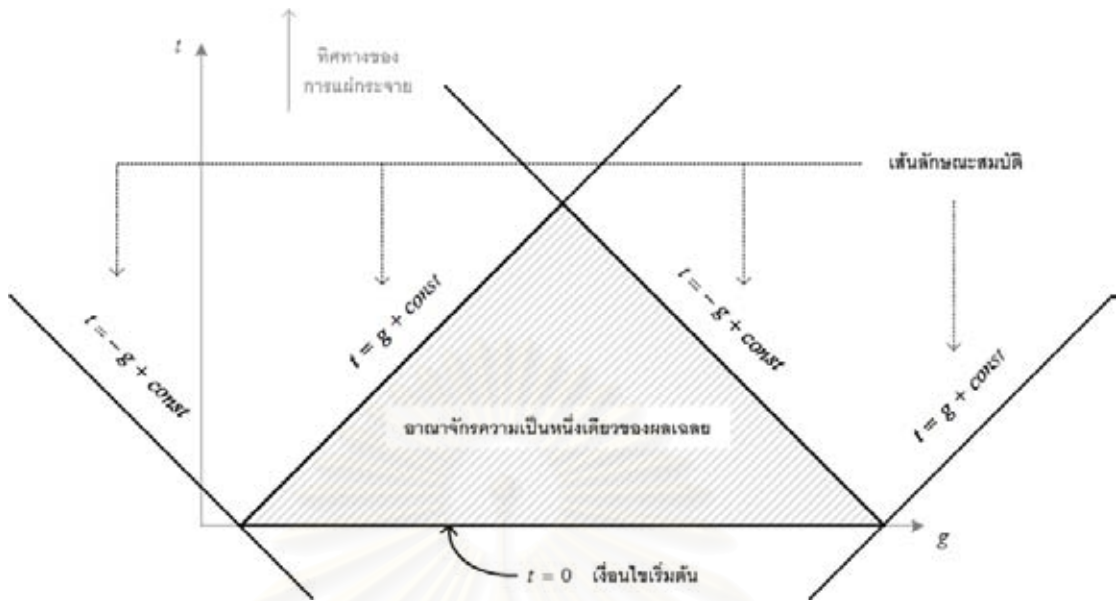 t
ทิศทางของ
การแผ่กระจาย
เส้นลักษณะสมบัติ
t = − g + const
t = g + const
t = − g + const
t = g + const
อาณาจักรความเป็นหนึ่งเดียวของผลเฉลย
g
t = 0 เงื่อนไขเริ่มต้น